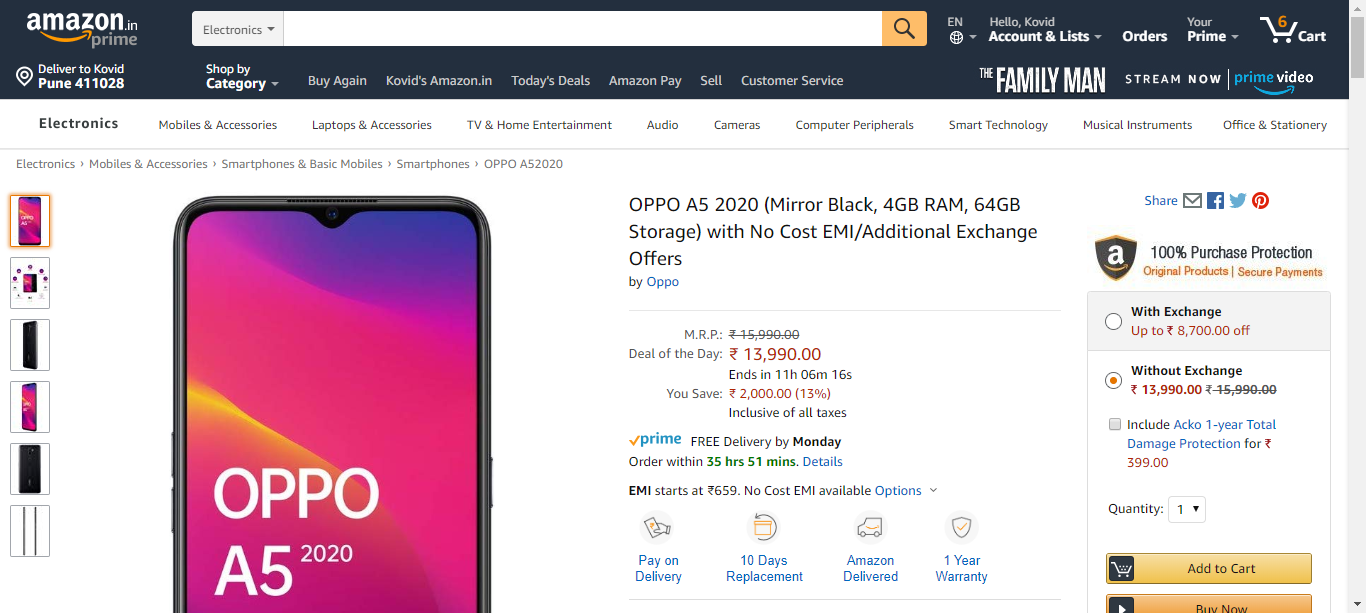 amazon.in
prime
Electronics
EN
Hello, Kovid
Account & Lists
Orders
Your
Prime
6
Cart
Deliver to Kovid
Pune 411028
Shop by
Category
Buy Again
Kovid's Amazon.in
Today's Deals
Amazon Pay
Sell
Customer Service
THE FAMILY MAN
STREAM NOW
prime video
Electronics
Mobiles & Accessories
Laptops & Accessories
TV & Home Entertainment
Audio
Cameras
Computer Peripherals
Smart Technology
Musical Instruments
Office & Stationery
Electronics › Mobiles & Accessories › Smartphones & Basic Mobiles › Smartphones › OPPO A52020
OPPO
A5 2020
OPPO A5 2020 (Mirror Black, 4GB RAM, 64GB
Storage) with No Cost EMI/Additional Exchange
Offers
by Oppo
M.R.P.: ₹ 15,990.00
Deal of the Day: ₹ 13,990.00
Ends in 11h 06m 16s
You Save: ₹ 2,000.00 (13%)
Inclusive of all taxes
prime FREE Delivery by Monday
Order within 35 hrs 51 mins. Details
EMI starts at ₹659. No Cost EMI available Options
Pay on
Delivery
10 Days
Replacement
Amazon
Delivered
1 Year
Warranty
Share
a
100% Purchase Protection
Original Products | Secure Payments
With Exchange
Up to ₹ 8,700.00 off
Without Exchange
₹ 13,990.00 ₹ 15,990.00
Include Acko 1-year Total
Damage Protection for ₹
399.00
Quantity: 1
Add to Cart
Buy Now